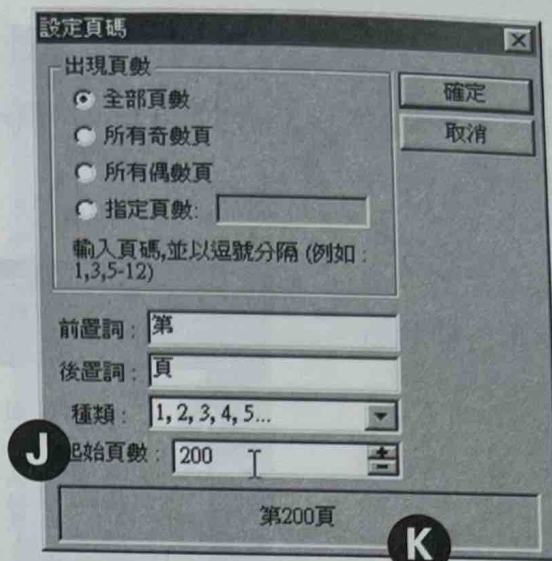 設定頁碼
出現頁數
全部頁數
所有奇數頁
所有偶數頁
指定頁數:
輸入頁碼,並以逗號分隔 (例如:
1,3,5-12)
確定
取消
前置詞: 第
後置詞: 頁
種類: 1, 2, 3, 4, 5...
J 起始頁數: 200
第200頁
K